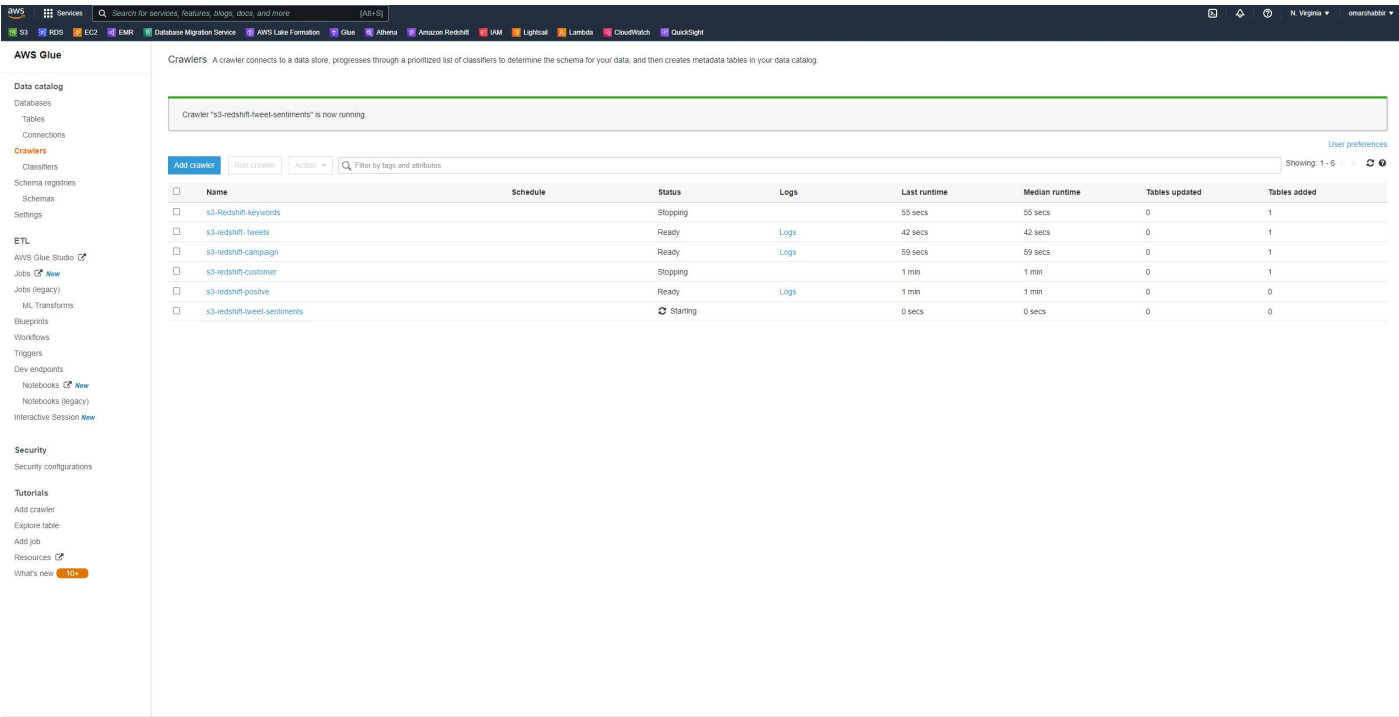 aws Services Search for services, features, blogs, docs, and more [Alt+S] N. Virginia omarshabbir
S3 RDS EC2 EMR Database Migration Service AWS Lake Formation Glue Athena Amazon Redshift IAM Lightsail Lambda CloudWatch QuickSight
AWS Glue
Data catalog
Databases
Tables
Connections
Crawlers
Classifiers
Schema registries
Schemas
Settings
ETL
AWS Glue Studio
Jobs New
Jobs (legacy)
ML Transforms
Blueprints
Workflows
Triggers
Dev endpoints
Notebooks New
Notebooks (legacy)
Interactive Session New
Security
Security configurations
Tutorials
Add crawler
Explore table
Add job
Resources
What's new 10+
Crawlers A crawler connects to a data store, progresses through a prioritized list of classifiers to determine the schema for your data, and then creates metadata tables in your data catalog.
Crawler "s3-redshift-tweet-sentiments" is now running.
User preferences
Add crawler Run crawler Action Filter by tags and attributes Showing: 1 - 6
Name Schedule Status Logs Last runtime Median runtime Tables updated Tables added
s3-Redshift-keywords Stopping 55 secs 55 secs 0 1
s3-redshift- tweets Ready Logs 42 secs 42 secs 0 1
s3-redshift-campaign Ready Logs 59 secs 59 secs 0 1
s3-redshift-customer Stopping 1 min 1 min 0 1
s3-redshift-positve Ready Logs 1 min 1 min 0 0
s3-redshift-tweet-sentiments Starting 0 secs 0 secs 0 0